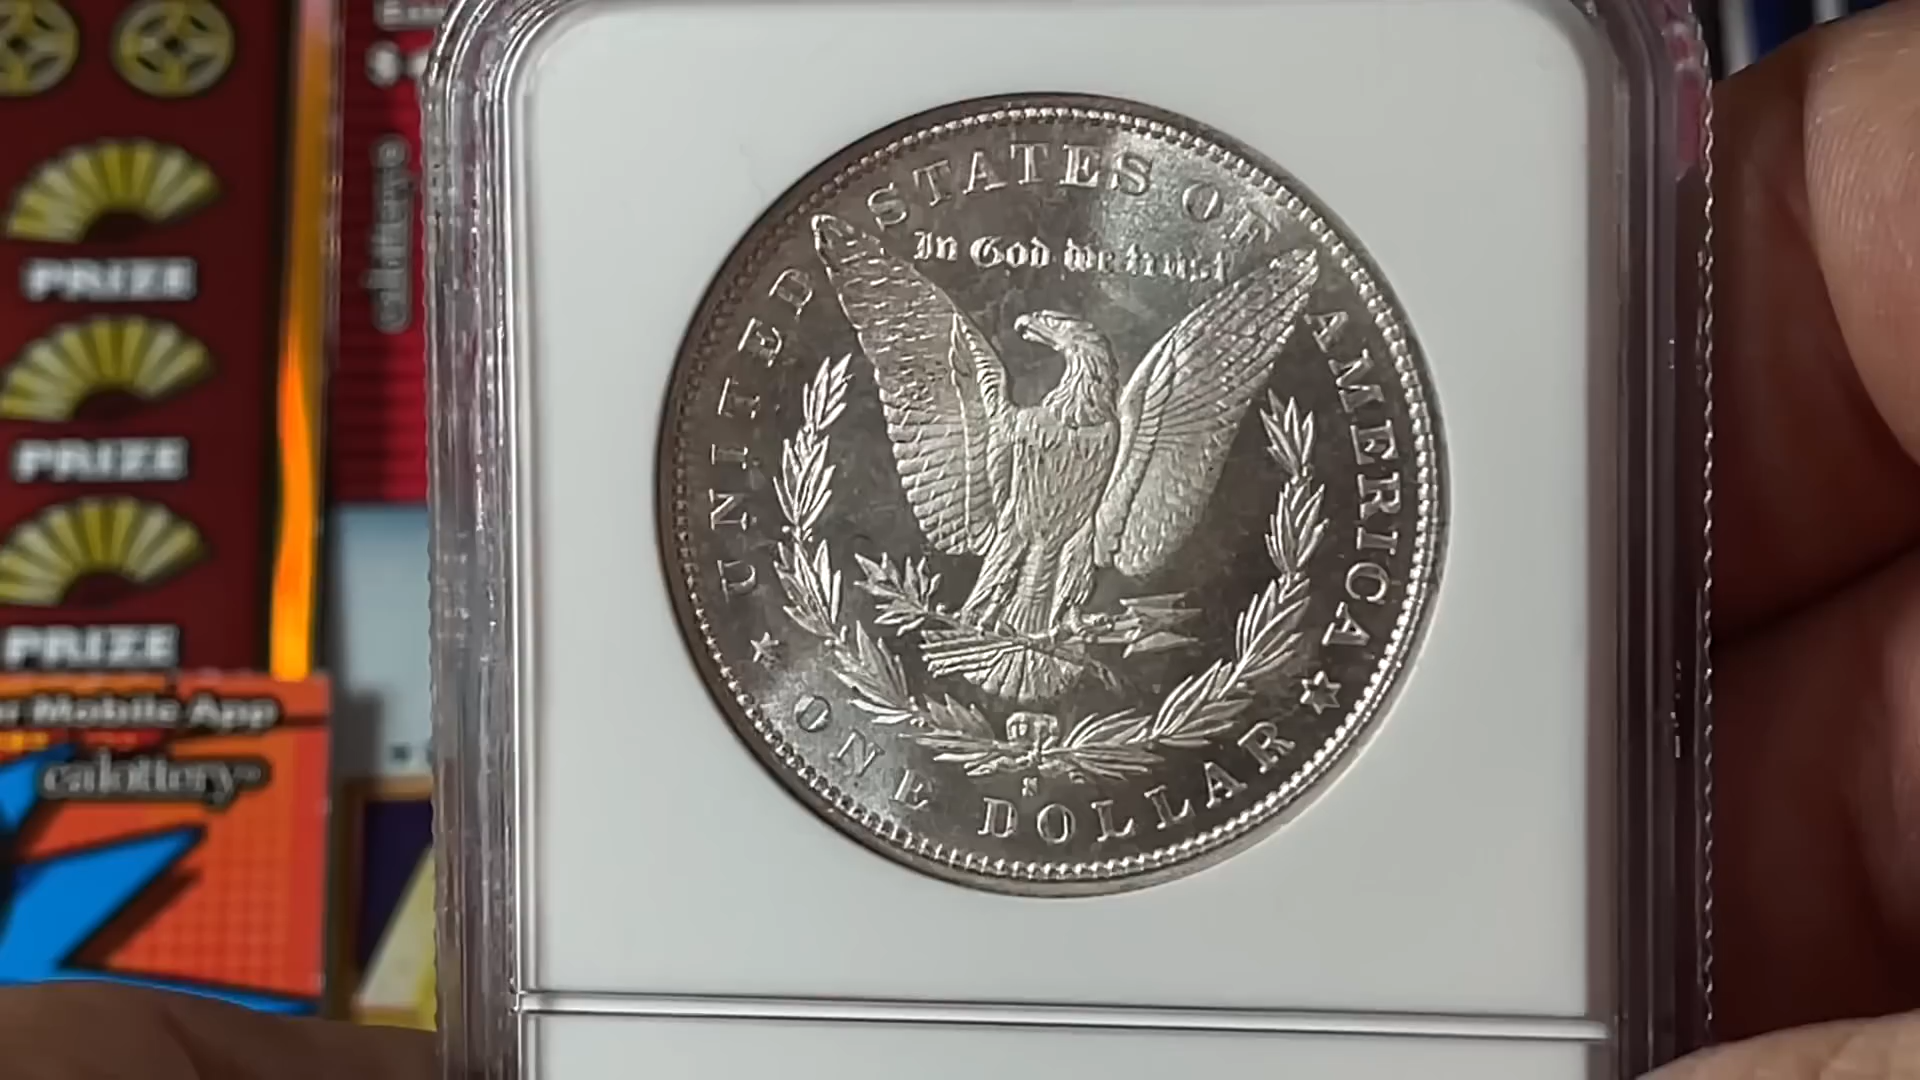 UNITED STATES OF AMERICA
In God we trust
S
ONE DOLLAR
PRIZE
PRIZE
PRIZE
Mobile App
calottery
calottery